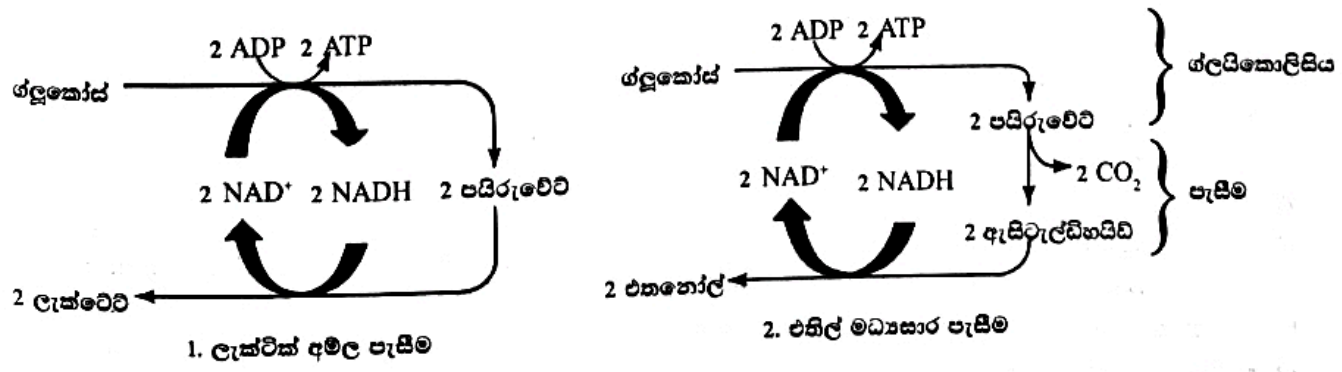 2 ADP 2 ATP
ග්ලූකෝස්
2 NAD⁺ 2 NADH 2 පයිරුවේට්
2 ලැක්ටේට්
1. ලැක්ටික් අම්ල පැසීම
2 ADP 2 ATP
ග්ලූකෝස්
ග්ලයිකොලිසිය
2 පයිරුවේට්
2 NAD⁺ 2 NADH
2 CO₂
පැසීම
2 ඇසිටැල්ඩිහයිඩ්
2 එතනෝල්
2. එතිල් මධ්‍යසාර පැසීම